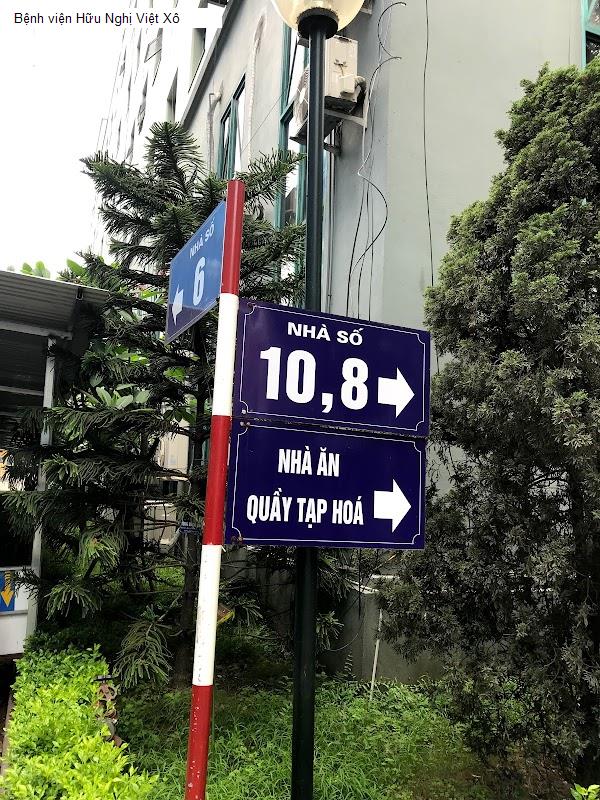 Bệnh viện Hữu Nghị Việt Xô
NHÀ SỐ
6
NHÀ SỐ
10,8
NHÀ ĂN
QUẦY TẠP HOÁ